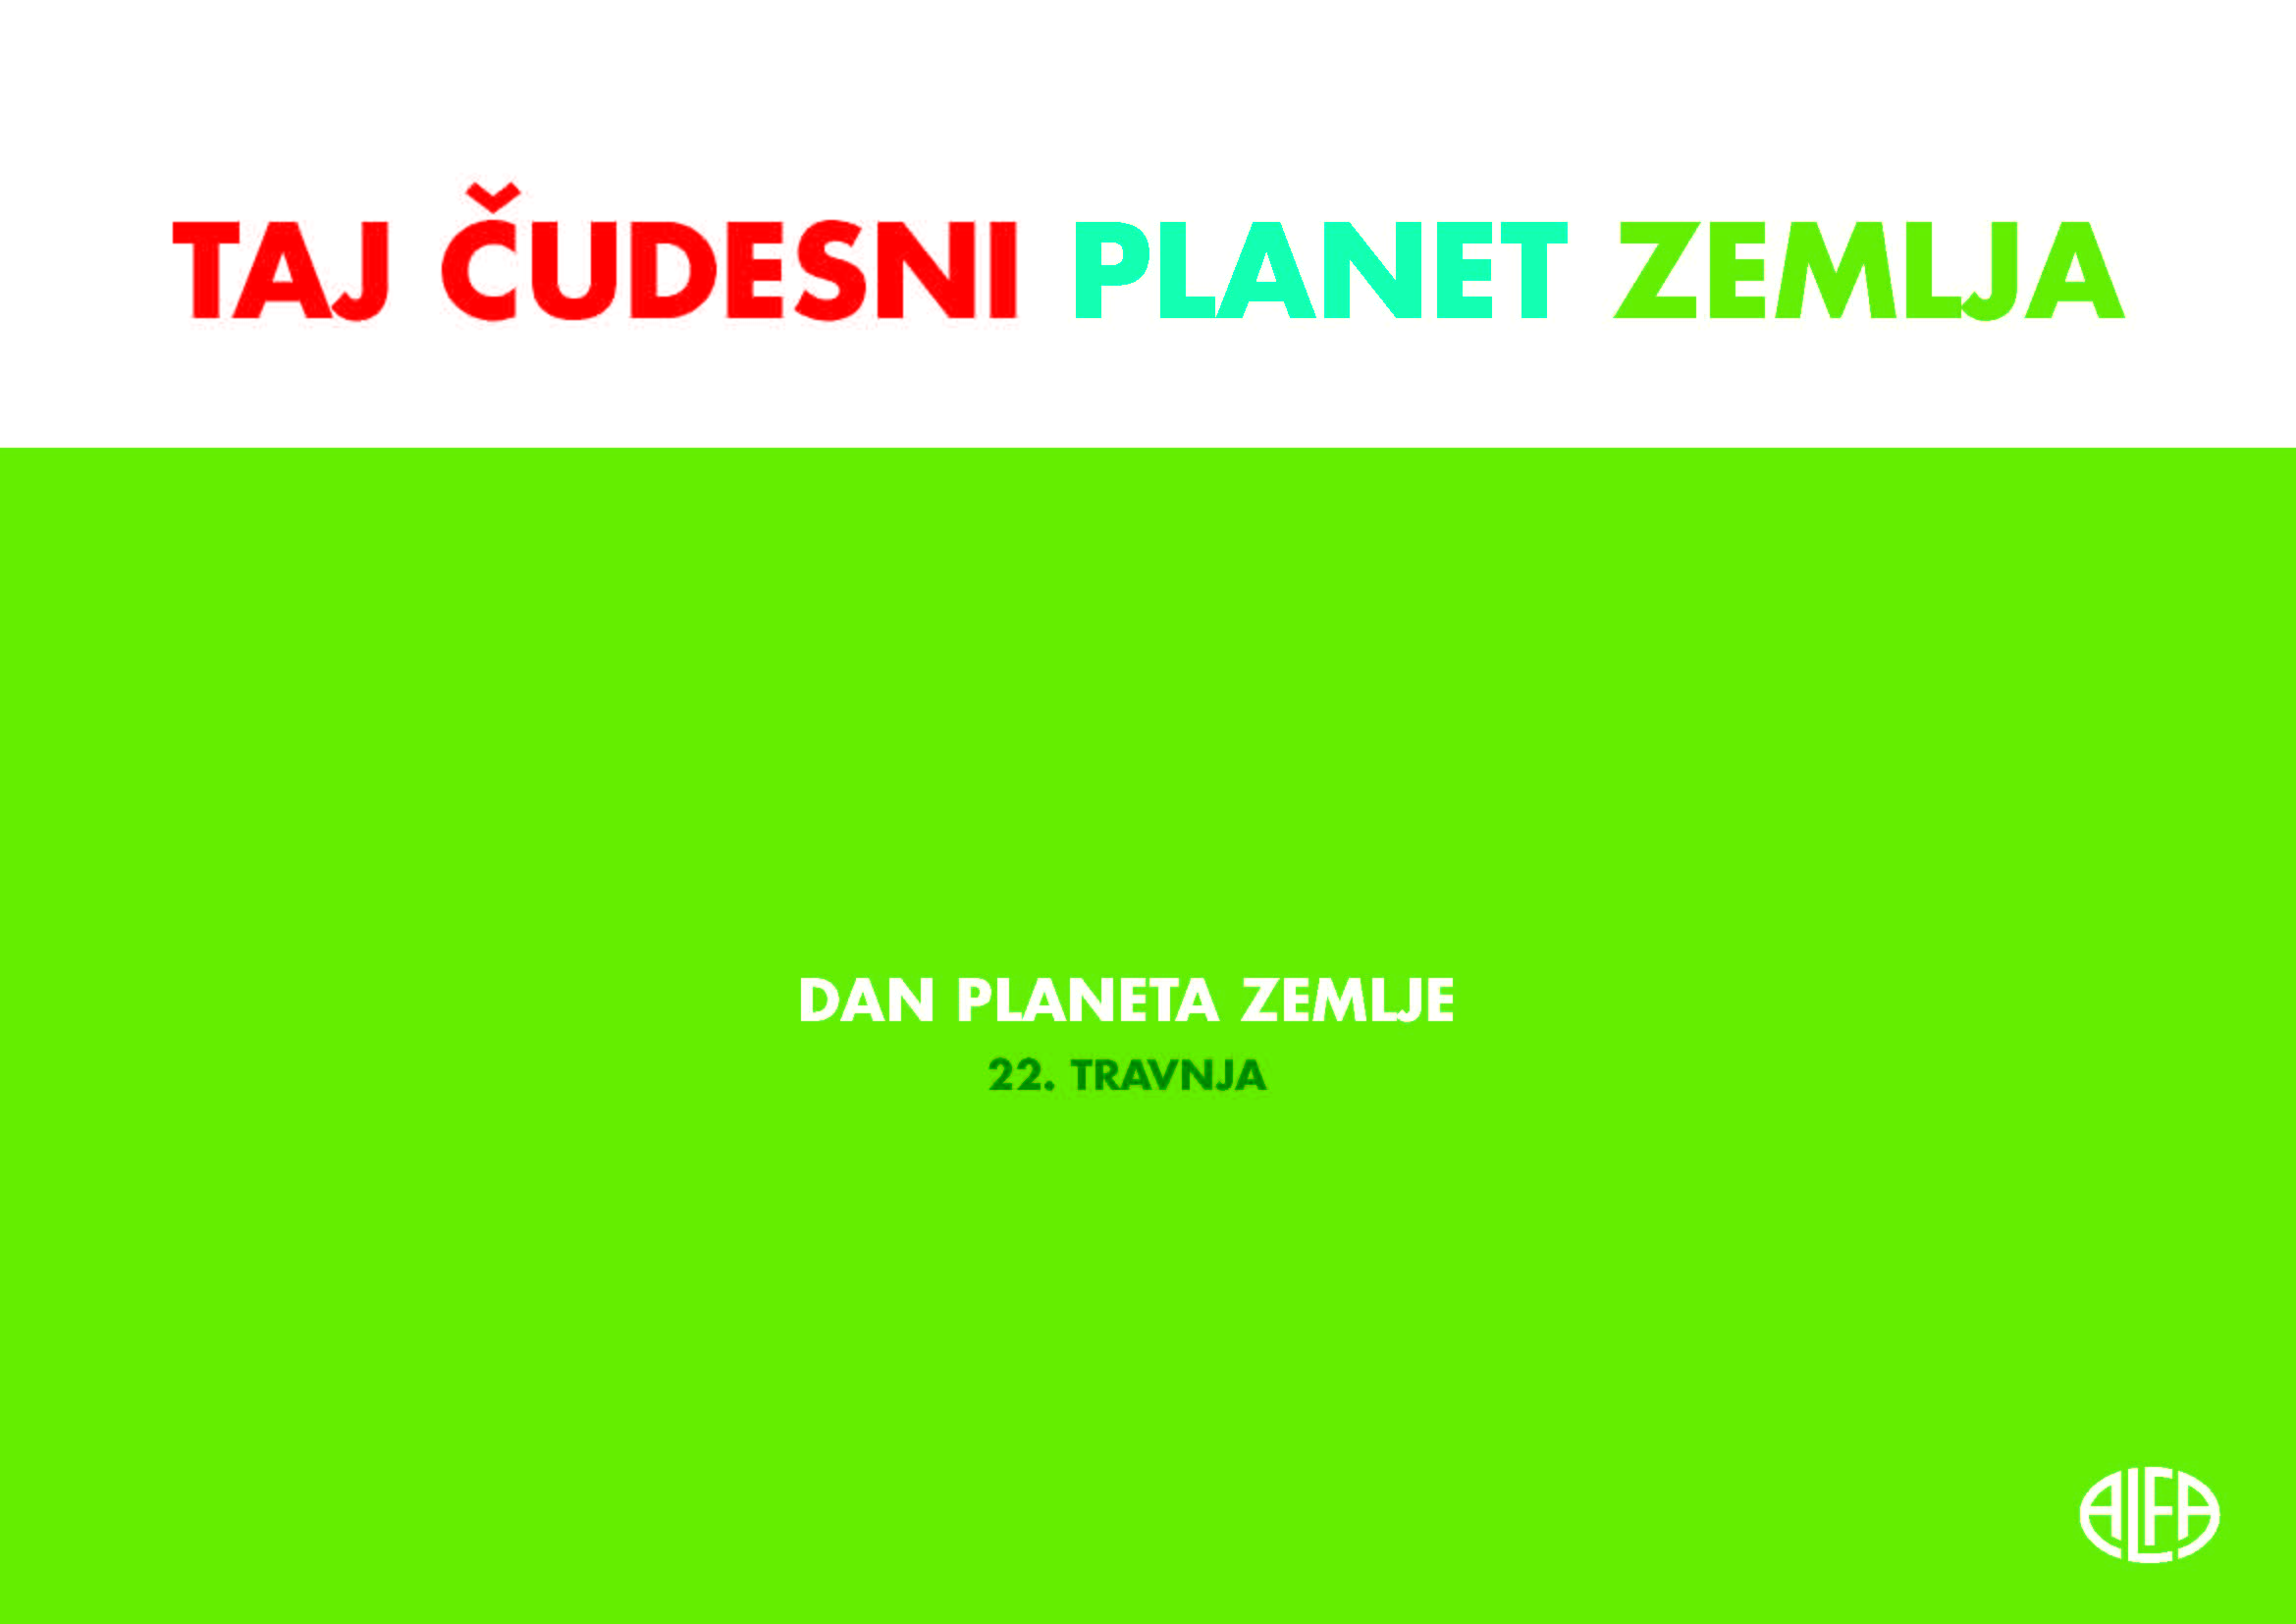 TAJ ČUDESNI PLANET ZEMLJA
DAN PLANETA ZEMLJE
22. TRAVNJA
ALFA